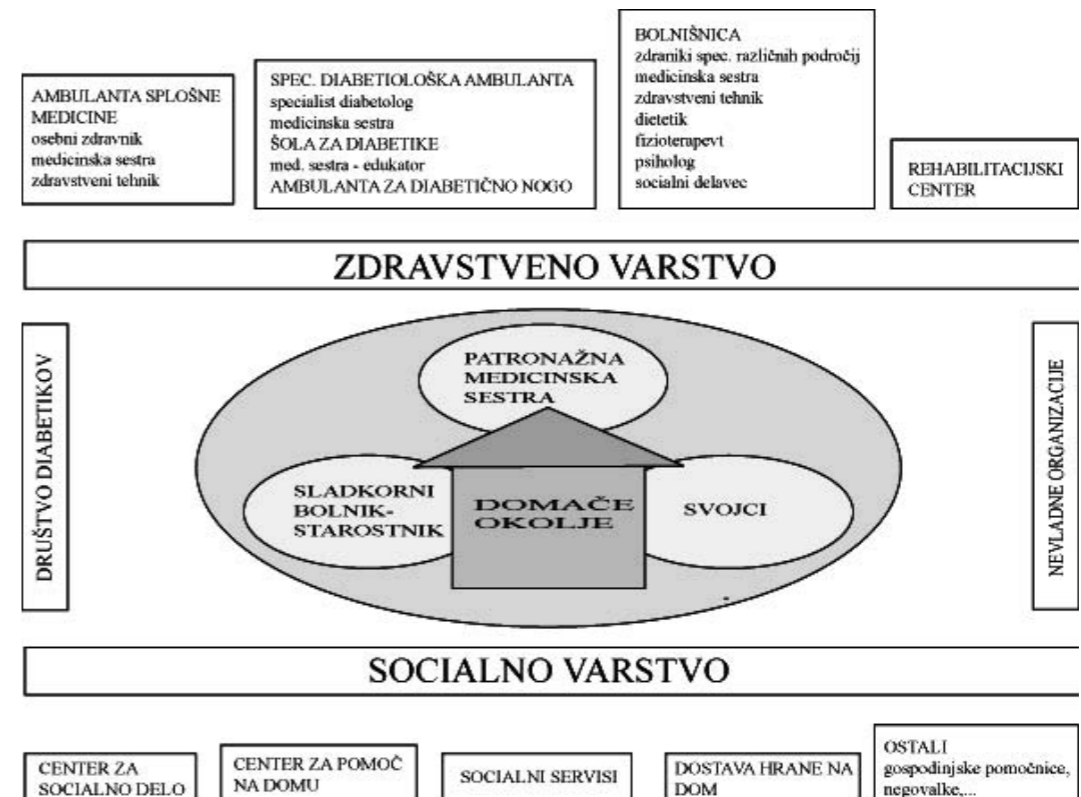 AMBULANTA SPLOŠNE
MEDICINE
osebni zdravnik
medicinska sestra
zdravstveni tehnik
SPEC. DIABETIOLOŠKA AMBULANTA
specialist diabetolog
medicinska sestra
ŠOLA ZA DIABETIKE
med. sestra - edukator
AMBULANTA ZA DIABETIČNO NOGO
BOLNIŠNICA
zdraniki spec. različnih področij
medicinska sestra
zdravstveni tehnik
dietetik
fizioterapevt
psiholog
socialni delavec
REHABILITACIJSKI
CENTER
ZDRAVSTVENO VARSTVO
DRUŠTVO DIABETIKOV
PATRONAŽNA
MEDICINSKA
SESTRA
SLADKORNI
BOLNIK-
STAROSTNIK
DOMAČE
OKOLJE
SVOJCI
NEVLADNE ORGANIZACIJE
SOCIALNO VARSTVO
CENTER ZA
SOCIALNO DELO
CENTER ZA POMOČ
NA DOMU
SOCIALNI SERVISI
DOSTAVA HRANE NA
DOM
OSTALI
gospodinjske pomočnice,
negovalke,...